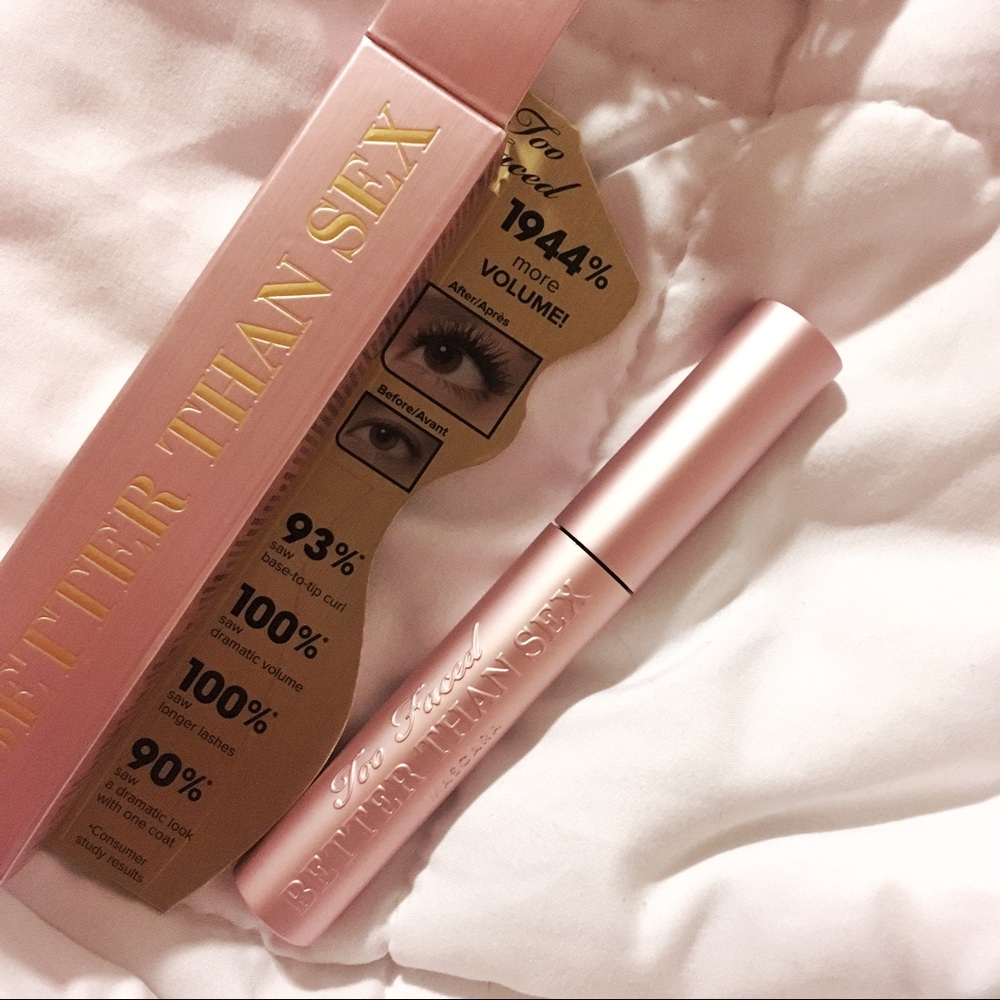 BETTER THAN SEX
Too
Faced
1944%
more
VOLUME!
After/Après
Before/Avant
93%*
saw
base-to-tip curl
100%*
saw
dramatic volume
100%*
saw
longer lashes
90%*
saw
a dramatic look
with one coat
*Consumer
study results
Too Faced
BETTER THAN SEX
MASCARA